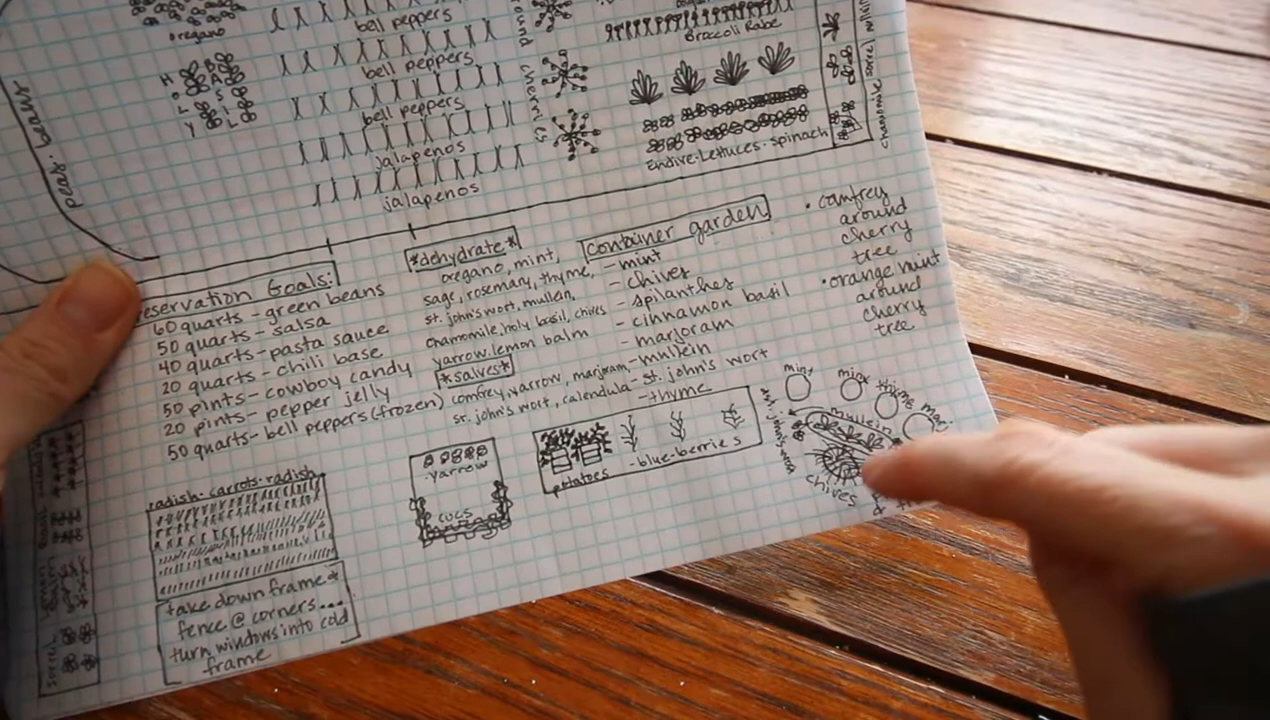 oregano
HOLY
BASIL
peas·beans
bell peppers
bell peppers
bell peppers
jalapenos
jalapenos
cherries
Broccoli Rabe
Endive·Lettuces·spinach
sorrel
chamomile
eservation Goals:
60 quarts - green beans
50 quarts - salsa
40 quarts - pasta sauce
20 quarts - chili base
50 pints - cowboy candy
20 pints - pepper jelly
50 quarts - bell peppers (frozen)
*dehydrate*
oregano, mint,
sage, rosemary, thyme,
st. john's wort, mullein,
chamomile, holy basil, chives
yarrow, lemon balm
*salves*
comfrey, yarrow, marjoram,
st. john's wort, calendula
container garden
- mint
- chives
- spilanthes
- cinnamon basil
- marjoram
- mullein
- st. john's wort
- thyme
· comfrey
around
cherry
tree
· orange mint
around
cherry
tree
radish·carrots·radish
take down frame &
fence @ corners...
turn windows into cold
frame
yarrow
cucs
potatoes
-blue-berries
mint
mint
thyme
mullein
chives
sorrel